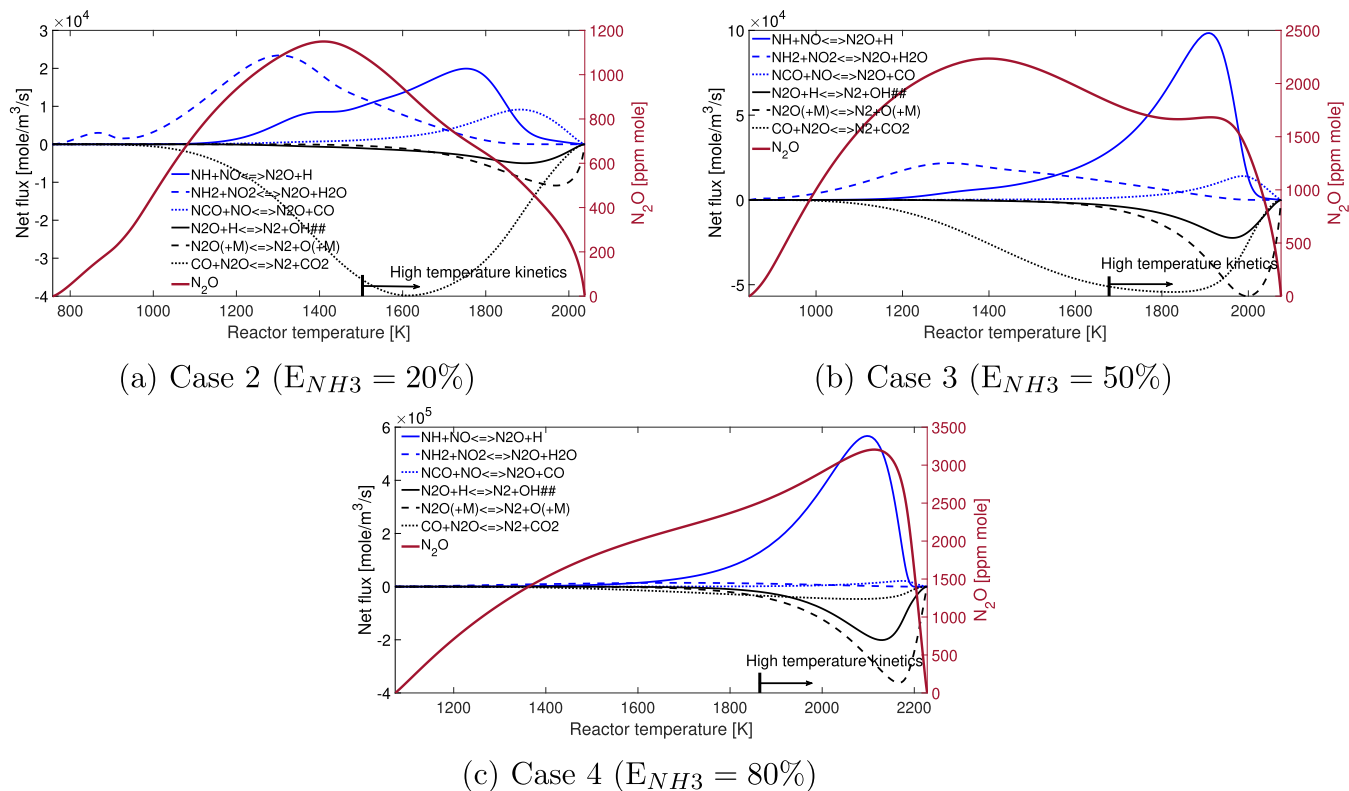 ×10⁴
3
2
1
0
-1
-2
-3
-4
Net flux [mole/m³/s]
NH+NO<=>N2O+H
NH2+NO2<=>N2O+H2O
NCO+NO<=>N2O+CO
N2O+H<=>N2+OH##
N2O(+M)<=>N2+O(+M)
CO+N2O<=>N2+CO2
N₂O
High temperature kinetics
1200
1000
800
600
400
200
0
N₂O [ppm mole]
800 1000 1200 1400 1600 1800 2000
Reactor temperature [K]
(a) Case 2 (E_NH3 = 20%)
×10⁴
10
5
0
-5
Net flux [mole/m³/s]
NH+NO<=>N2O+H
NH2+NO2<=>N2O+H2O
NCO+NO<=>N2O+CO
N2O+H<=>N2+OH##
N2O(+M)<=>N2+O(+M)
CO+N2O<=>N2+CO2
N₂O
High temperature kinetics
2500
2000
1500
1000
500
0
N₂O [ppm mole]
1000 1200 1400 1600 1800 2000
Reactor temperature [K]
(b) Case 3 (E_NH3 = 50%)
×10⁵
6
4
2
0
-2
-4
Net flux [mole/m³/s]
NH+NO<=>N2O+H
NH2+NO2<=>N2O+H2O
NCO+NO<=>N2O+CO
N2O+H<=>N2+OH##
N2O(+M)<=>N2+O(+M)
CO+N2O<=>N2+CO2
N₂O
High temperature kinetics
3500
3000
2500
2000
1500
1000
500
0
N₂O [ppm mole]
1200 1400 1600 1800 2000 2200
Reactor temperature [K]
(c) Case 4 (E_NH3 = 80%)